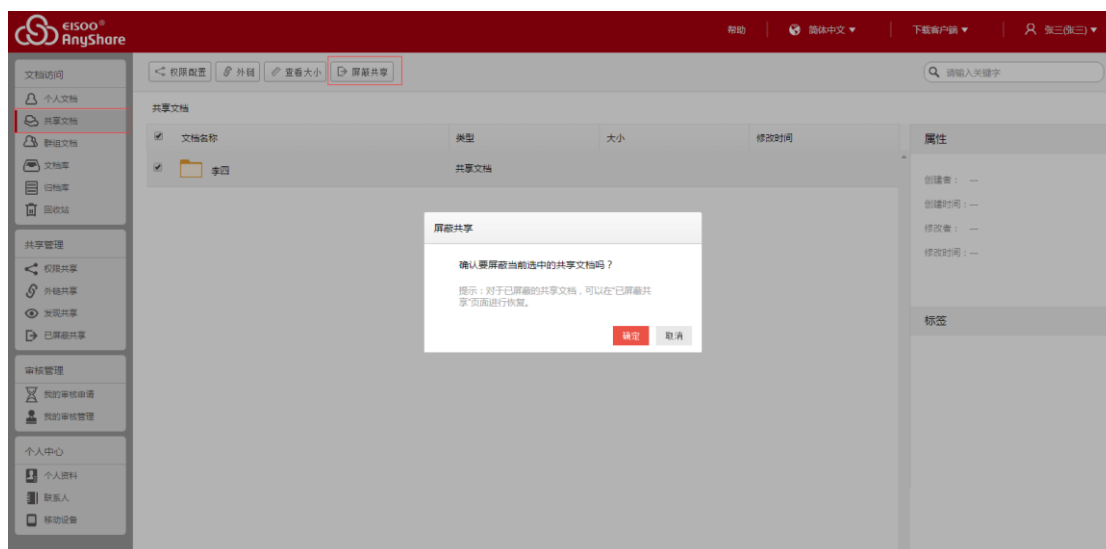 EISOO®
AnyShare
帮助
简体中文 ▼
下载客户端 ▼
张三(张三) ▼
文档访问
个人文档
共享文档
群组文档
文档库
归档库
回收站
共享管理
权限共享
外链共享
发现共享
已屏蔽共享
审核管理
我的审核申请
我的审核管理
个人中心
个人资料
联系人
移动设备
权限配置 外链 查看大小 屏蔽共享
请输入关键字
共享文档
文档名称 类型 大小 修改时间
李四 共享文档
属性
创建者： ---
创建时间：---
修改者： ---
修改时间：---
标签
屏蔽共享
确认要屏蔽当前选中的共享文档吗？
提示：对于已屏蔽的共享文档，可以在“已屏蔽共
享”页面进行恢复。
确定 取消